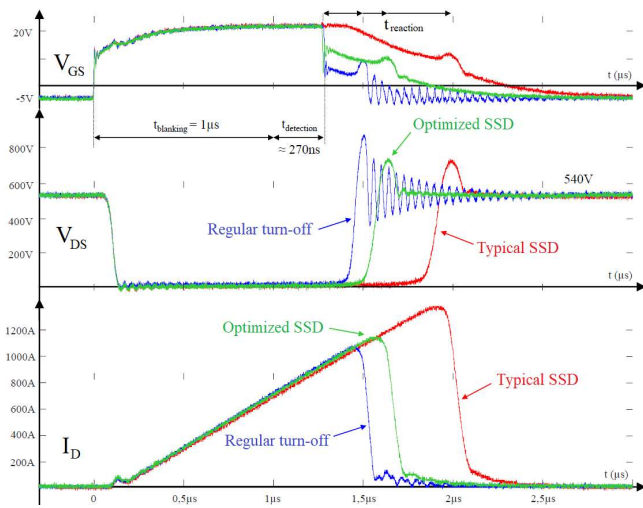 20V
V_GS
-5V
t_reaction
t (µs)
t_blanking = 1µs
t_detection
≈ 270ns
Optimized SSD
800V
600V
400V
V_DS
200V
540V
Regular turn-off
Typical SSD
t (µs)
1200A
1000A
800A
600A
400A
I_D
200A
Optimized SSD
Typical SSD
Regular turn-off
t (µs)
0
0,5µs
1µs
1,5µs
2µs
2,5µs